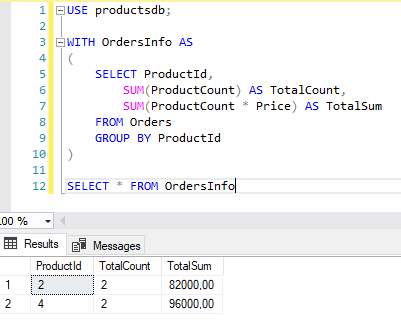 1 USE productsdb;
2
3 WITH OrdersInfo AS
4 (
5 SELECT ProductId,
6 SUM(ProductCount) AS TotalCount,
7 SUM(ProductCount * Price) AS TotalSum
8 FROM Orders
9 GROUP BY ProductId
10 )
11
12 SELECT * FROM OrdersInfo
.00 %
Results Messages
ProductId TotalCount TotalSum
1 2 2 82000,00
2 4 2 96000,00